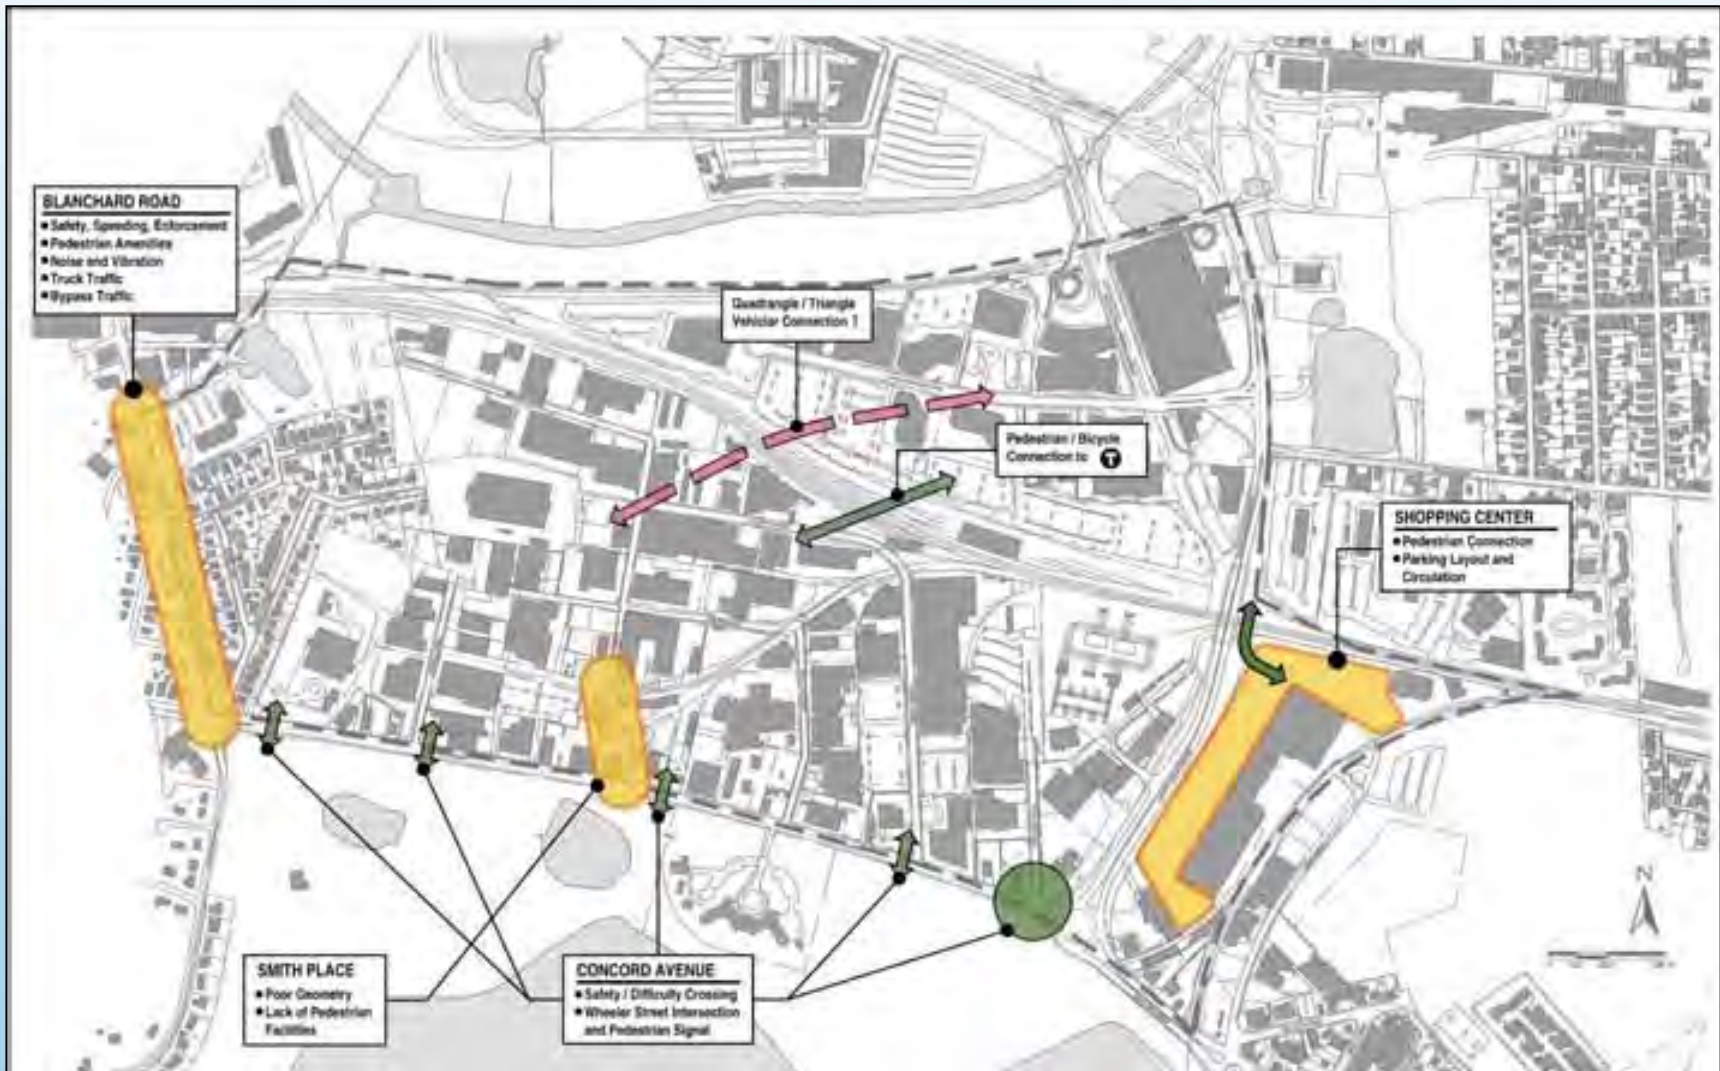 BLANCHARD ROAD
• Safety, Speeding, Enforcement
• Pedestrian Amenities
• Noise and Vibration
• Truck Traffic
• Bypass Traffic
Quadrangle / Triangle
Vehiclar Connection ?
Pedestrian / Bicycle
Connection to T
SHOPPING CENTER
• Pedestrian Connection
• Parking Layout and
Circulation
N
SMITH PLACE
• Poor Geometry
• Lack of Pedestrian
Facilities
CONCORD AVENUE
• Safety / Difficulty Crossing
• Wheeler Street Intersection
and Pedestrian Signal